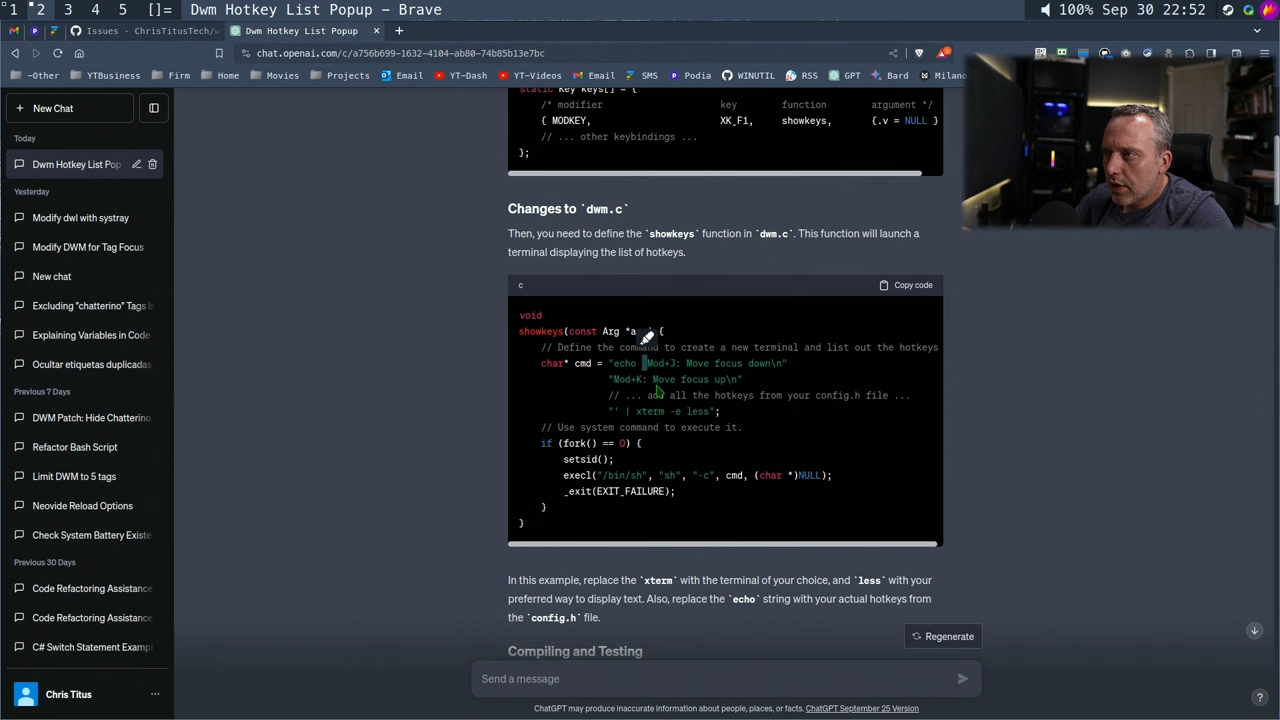 1 2 3 4 5 []= Dwm Hotkey List Popup - Brave 100% Sep 30 22:52
Issues · ChrisTitusTech/w Dwm Hotkey List Popup
chat.openai.com/c/a756b699-1632-4104-ab80-74b85b13e7bc
-Other YTBusiness Firm Home Movies Projects Email YT-Dash YT-Videos Email SMS Podia WINUTIL RSS GPT Bard Milano
New Chat
Today
Dwm Hotkey List Pop
Yesterday
Modify dwl with systray
Modify DWM for Tag Focus
New chat
Excluding "chatterino" Tags Is
Explaining Variables in Code
Ocultar etiquetas duplicadas
Previous 7 Days
DWM Patch: Hide Chatterino
Refactor Bash Script
Limit DWM to 5 tags
Neovide Reload Options
Check System Battery Existe
Previous 30 Days
Code Refactoring Assistance
Code Refactoring Assistance
C# Switch Statement Exampl
Chris Titus
static Key keys[] = {
/* modifier key function argument */
{ MODKEY, XK_F1, showkeys, {.v = NULL }
// ... other keybindings ...
};
Changes to `dwm.c`
Then, you need to define the `showkeys` function in `dwm.c`. This function will launch a
terminal displaying the list of hotkeys.
c Copy code
void
showkeys(const Arg *a {
// Define the command to create a new terminal and list out the hotkeys
char* cmd = "echo 'Mod+J: Move focus down\n"
"Mod+K: Move focus up\n"
// ... add all the hotkeys from your config.h file ...
"' | xterm -e less";
// Use system command to execute it.
if (fork() == 0) {
setsid();
execl("/bin/sh", "sh", "-c", cmd, (char *)NULL);
_exit(EXIT_FAILURE);
}
}
In this example, replace the `xterm` with the terminal of your choice, and `less` with your
preferred way to display text. Also, replace the `echo` string with your actual hotkeys from
the `config.h` file.
Regenerate
Compiling and Testing
Send a message
ChatGPT may produce inaccurate information about people, places, or facts. ChatGPT September 25 Version